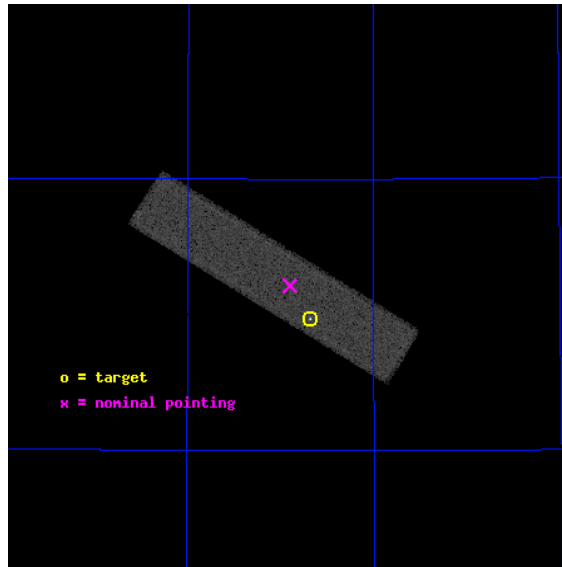 o = target
x = nominal pointing